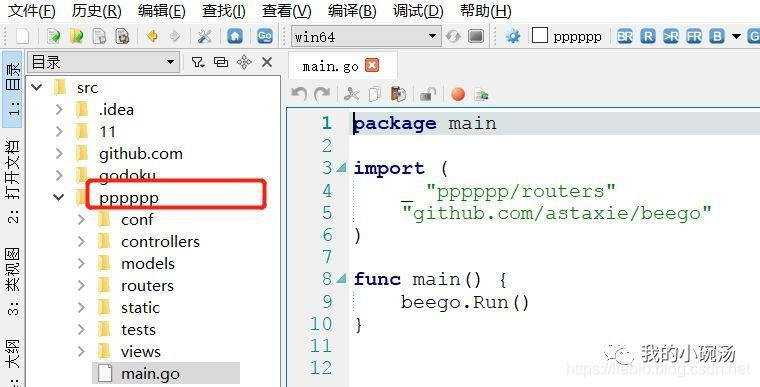 文件(F) 历史(R) 编辑(E) 查找(I) 查看(V) 编译(B) 调试(D) 帮助(H)
Go win64 pppppp BR R >R FR B
1: 目录
2: 打开文档
3: 类视图
4: 大纲
目录
src
.idea
11
github.com
godoku
pppppp
conf
controllers
models
routers
static
tests
views
main.go
main.go
1 package main
2
3 import (
4 _ "pppppp/routers"
5 "github.com/astaxie/beego"
6 )
7
8 func main() {
9 beego.Run()
10 }
11
12
我的小碗汤
https://liabio.blog.csdn.net